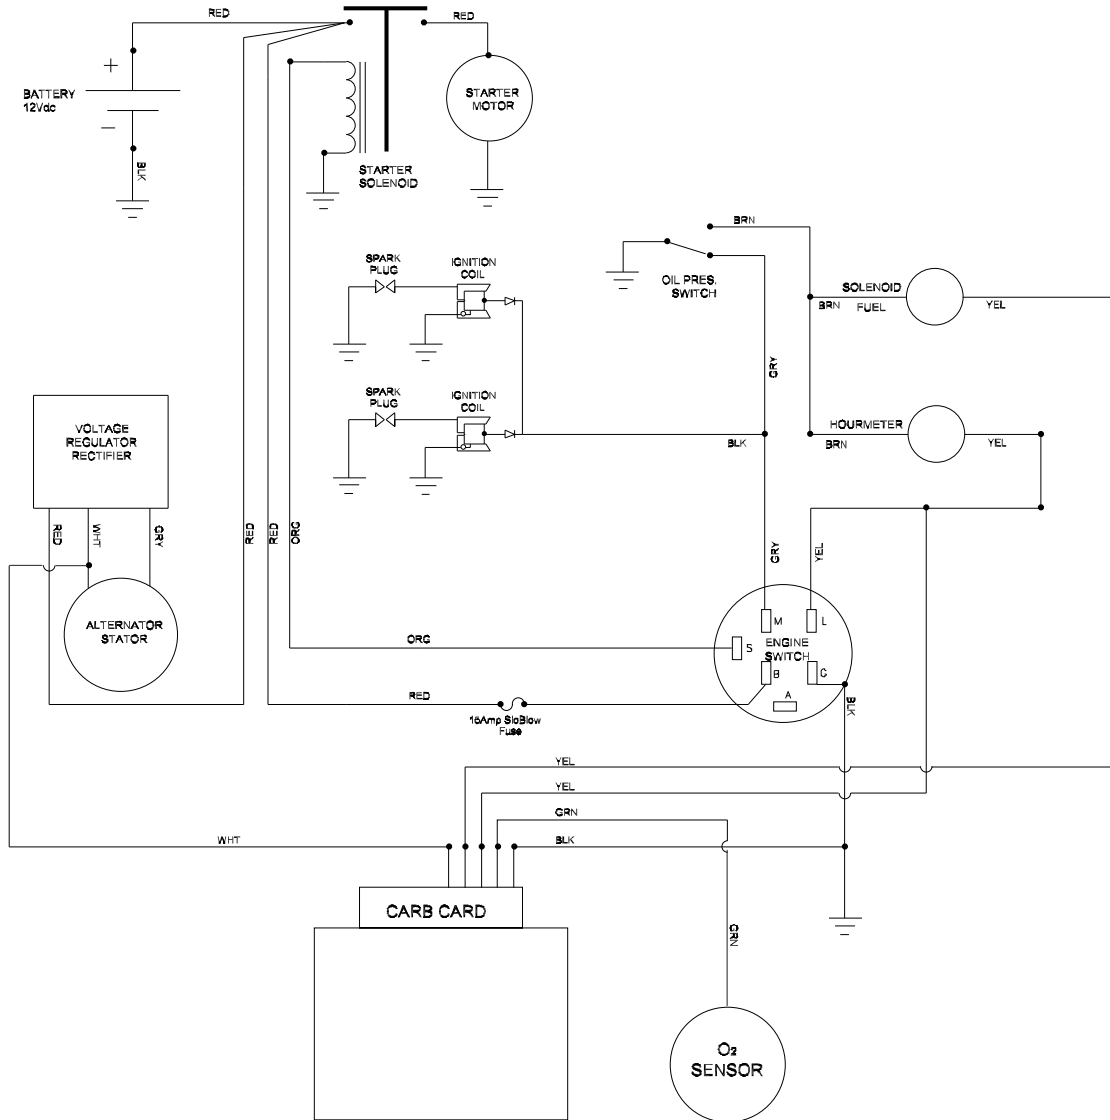 RED
RED
+
BATTERY
12Vdc
—
BLK
STARTER
MOTOR
STARTER
SOLENOID
BRN
OIL PRES.
SWITCH
SPARK
PLUG
IGNITION
COIL
SOLENOID
FUEL
BRN
YEL
GRY
SPARK
PLUG
IGNITION
COIL
BLK
HOURMETER
BRN
YEL
VOLTAGE
REGULATOR
RECTIFIER
RED
WHT
GRY
RED
RED
ORG
GRY
YEL
ALTERNATOR
STATOR
ORG
M
L
ENGINE
SWITCH
S
B
G
A
BLK
RED
15Amp SloBlow
Fuse
YEL
YEL
GRN
WHT
BLK
CARB CARD
GRN
O2
SENSOR